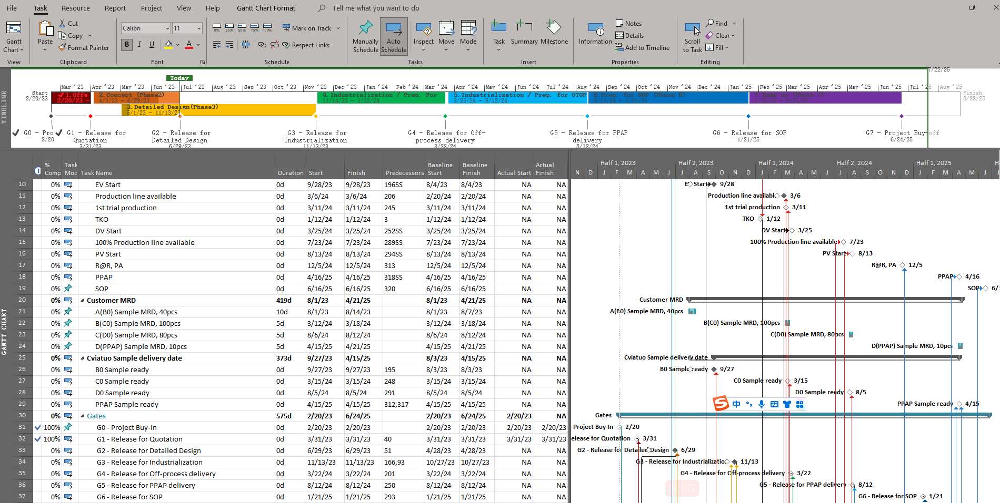 File Task Resource Report Project View Help Gantt Chart Format Tell me what you want to do
Gantt Chart
View
Paste
Cut
Copy
Format Painter
Clipboard
Calibri 11
B I U A
Font
0% 25% 50% 75% 100%
Mark on Track
Respect Links
Schedule
Manually Schedule
Auto Schedule
Inspect
Move
Mode
Tasks
Task
Summary
Milestone
Insert
Information
Notes
Details
Add to Timeline
Properties
Scroll to Task
Find
Clear
Fill
Editing
7/22/25
Today
Mar '23 Apr '23 May '23 Jun '23 Jul '23 Aug '23 Sep '23 Oct '23 Nov '23 Dec '23 Jan '24 Feb '24 Mar '24 Apr '24 May '24 Jun '24 Jul '24 Aug '24 Sep '24 Oct '24 Nov '24 Dec '24 Jan '25 Feb '25 Mar '25 Apr '25 May '25 Jun '25 Jul '25 Aug '25
TIMELINE
Start
2/20/23
1. Offe
2/20/23 -
2. Concept (Phase2)
4/3/23 - 6/29/23
3. Detailed Design(Phase3)
5/1/23 - 11/13/23
4. Industrialization / Prep. For
11/14/23 - 3/22/24
5. Industrialization / Prep. for OTOP
3/25/24 - 8/12/24
6. Prep. for SOP (Phase 6)
8/13/24 - 1/21/25
7. Ramp up (Phase 7)
1/22/25 - 6/24/25
Finish
8/22/25
G0 - Pro
2/20
G1 - Release for Quotation
3/31/23
G2 - Release for Detailed Design
6/29/23
G3 - Release for Industrialization
11/13/23
G4 - Release for Off-process delivery
3/22/24
G5 - Release for PPAP delivery
8/12/24
G6 - Release for SOP
1/21/25
G7 - Project Buy-off
6/24/25
GANTT CHART
% Comp Task Mod Task Name Duration Start Finish Predecessors Baseline Start Baseline Finish Actual Start Actual Finish
10 0% EV Start 0d 9/28/23 9/28/23 196SS 8/4/23 8/4/23 NA NA
11 0% Production line available 0d 3/6/24 3/6/24 206 2/20/24 2/20/24 NA NA
12 0% 1st trial production 0d 3/11/24 3/11/24 245 3/11/24 3/11/24 NA NA
13 0% TKO 0d 1/12/24 1/12/24 3 1/12/24 1/12/24 NA NA
14 0% DV Start 0d 3/25/24 3/25/24 252SS 3/25/24 3/25/24 NA NA
15 0% 100% Production line available 0d 7/23/24 7/23/24 289SS 7/23/24 7/23/24 NA NA
16 0% PV Start 0d 8/13/24 8/13/24 294SS 8/13/24 8/13/24 NA NA
17 0% R@R, PA 0d 12/5/24 12/5/24 313 12/5/24 12/5/24 NA NA
18 0% PPAP 0d 4/16/25 4/16/25 318SS 4/16/25 4/16/25 NA NA
19 0% SOP 0d 6/16/25 6/16/25 320 6/16/25 6/16/25 NA NA
20 0% Customer MRD 419d 8/1/23 4/21/25 8/1/23 4/21/25 NA NA
21 0% A(B0) Sample MRD, 40pcs 10d 8/1/23 8/14/23 8/1/23 8/7/23 NA NA
22 0% B(C0) Sample MRD, 100pcs 5d 3/12/24 3/18/24 3/12/24 3/18/24 NA NA
23 0% C(D0) Sample MRD, 80pcs 5d 8/6/24 8/12/24 8/6/24 8/12/24 NA NA
24 0% D(PPAP) Sample MRD, 10pcs 5d 4/15/25 4/21/25 4/15/25 4/21/25 NA NA
25 0% Cviatuo Sample delivery date 373d 9/27/23 4/15/25 8/3/23 4/15/25 NA NA
26 0% B0 Sample ready 0d 9/27/23 9/27/23 195 8/3/23 8/3/23 NA NA
27 0% C0 Sample ready 0d 3/15/24 3/15/24 248 3/15/24 3/15/24 NA NA
28 0% D0 Sample ready 0d 8/5/24 8/5/24 291 8/5/24 8/5/24 NA NA
29 0% PPAP Sample ready 0d 4/15/25 4/15/25 312,317 4/15/25 4/15/25 NA NA
30 0% Gates 575d 2/20/23 6/24/25 2/20/23 6/24/25 2/20/23 NA
31 100% G0 - Project Buy-In 0d 2/20/23 2/20/23 2/20/23 2/20/23 2/20/23 2/20/23
32 100% G1 - Release for Quotation 0d 3/31/23 3/31/23 40 3/31/23 3/31/23 3/31/23 3/31/23
33 0% G2 - Release for Detailed Design 0d 6/29/23 6/29/23 51 4/28/23 4/28/23 NA NA
34 0% G3 - Release for Industrialization 0d 11/13/23 11/13/23 166,93 10/27/23 10/27/23 NA NA
35 0% G4 - Release for Off-process delivery 0d 3/22/24 3/22/24 201 3/22/24 3/22/24 NA NA
36 0% G5 - Release for PPAP delivery 0d 8/12/24 8/12/24 250 8/12/24 8/12/24 NA NA
37 0% G6 - Release for SOP 0d 1/21/25 1/21/25 293 1/21/25 1/21/25 NA NA
Half 1, 2023 Half 2, 2023 Half 1, 2024 Half 2, 2024 Half 1, 2025 Ha
N D J F M A M J J A S O N D J F M A M J J A S O N D J F M A M J J
EV Start 9/28
Production line available 3/6
1st trial production 3/11
TKO 1/12
DV Start 3/25
100% Production line available 7/23
PV Start 8/13
R@R, PA 12/5
PPAP 4/16
SOP 6/1
Customer MRD
A(B0) Sample MRD, 40pcs
B(C0) Sample MRD, 100pcs
C(D0) Sample MRD, 80pcs
D(PPAP) Sample MRD, 10pcs
Cviatuo Sample delivery date
B0 Sample ready 9/27
C0 Sample ready 3/15
D0 Sample ready 8/5
S 中
PPAP Sample ready 4/15
Gates
Project Buy-In 2/20
elease for Quotation 3/31
G2 - Release for Detailed Design 6/29
G3 - Release for Industrialization 11/13
G4 - Release for Off-process delivery 3/22
G5 - Release for PPAP delivery 8/12
G6 - Release for SOP 1/21